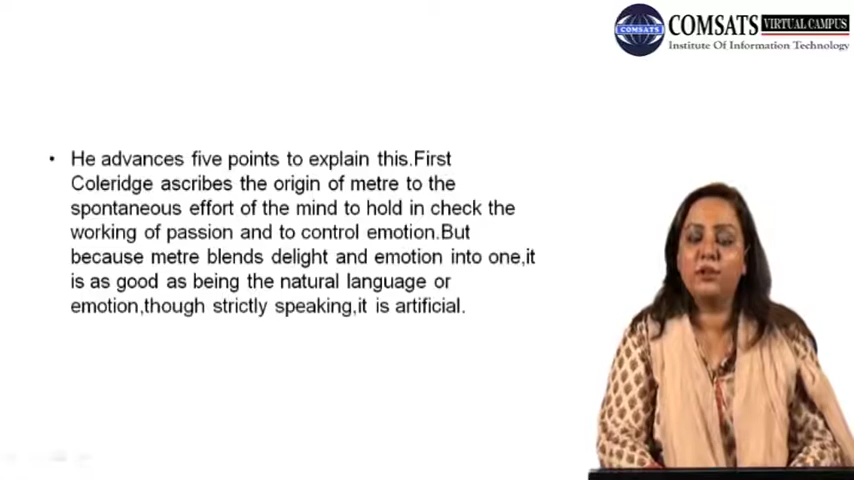 COMSATS VIRTUAL CAMPUS
Institute Of Information Technology
COMSATS
• He advances five points to explain this.First
Coleridge ascribes the origin of metre to the
spontaneous effort of the mind to hold in check the
working of passion and to control emotion.But
because metre blends delight and emotion into one,it
is as good as being the natural language or
emotion,though strictly speaking,it is artificial.